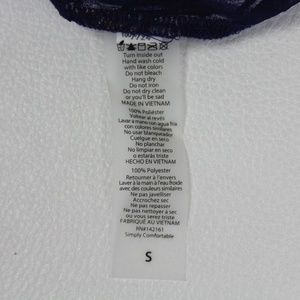 Turn inside out
Hand wash cold
with like colors
Do not bleach
Hang dry
Do not iron
Do not dry clean
or you'll be sad
MADE IN VIETNAM
100% Poliéster
Voltear al revés
Lavar a mano con agua fria
con colores similares
No usar blanqueador
Cuelgue en seco
No planchar
No limpiar en seco
o estarás triste
HECHO EN VIETNAM
100% Polyester
Retourner à l'envers
Laver à la main à l'eau froide
avec des couleurs similaires
Ne pas javelliser
Accrochez sec
Ne pas repasser
Ne pas nettoyer à sec
ou vous serez triste
FABRIQUÉ AU VIETNAM
RN#142161
Simply Comfortable
S